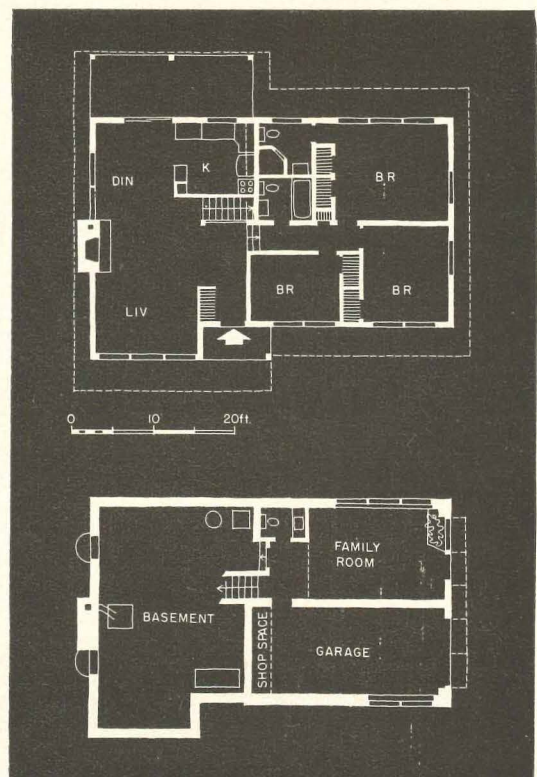 DIN
K
BR
LIV
BR
BR
0 10 20ft.
FAMILY
ROOM
BASEMENT
SHOP SPACE
GARAGE